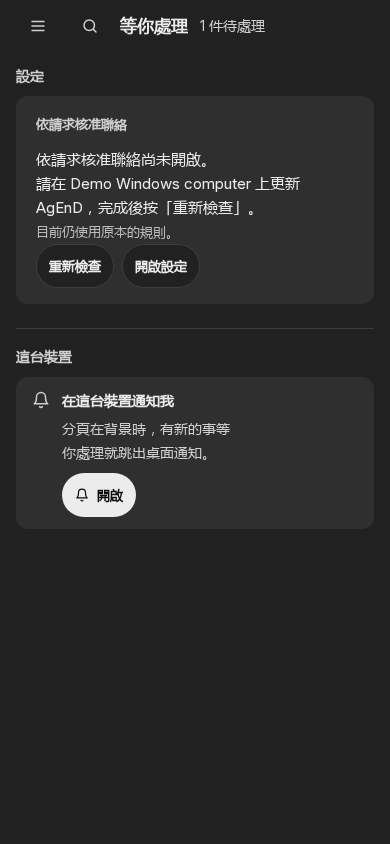 等你處理 1 件待處理
設定
依請求核准聯絡
依請求核准聯絡尚未開啟。
請在 Demo Windows computer 上更新
AgEnD，完成後按「重新檢查」。
目前仍使用原本的規則。
重新檢查 開啟設定
這台裝置
在這台裝置通知我
分頁在背景時，有新的事等
你處理就跳出桌面通知。
開啟